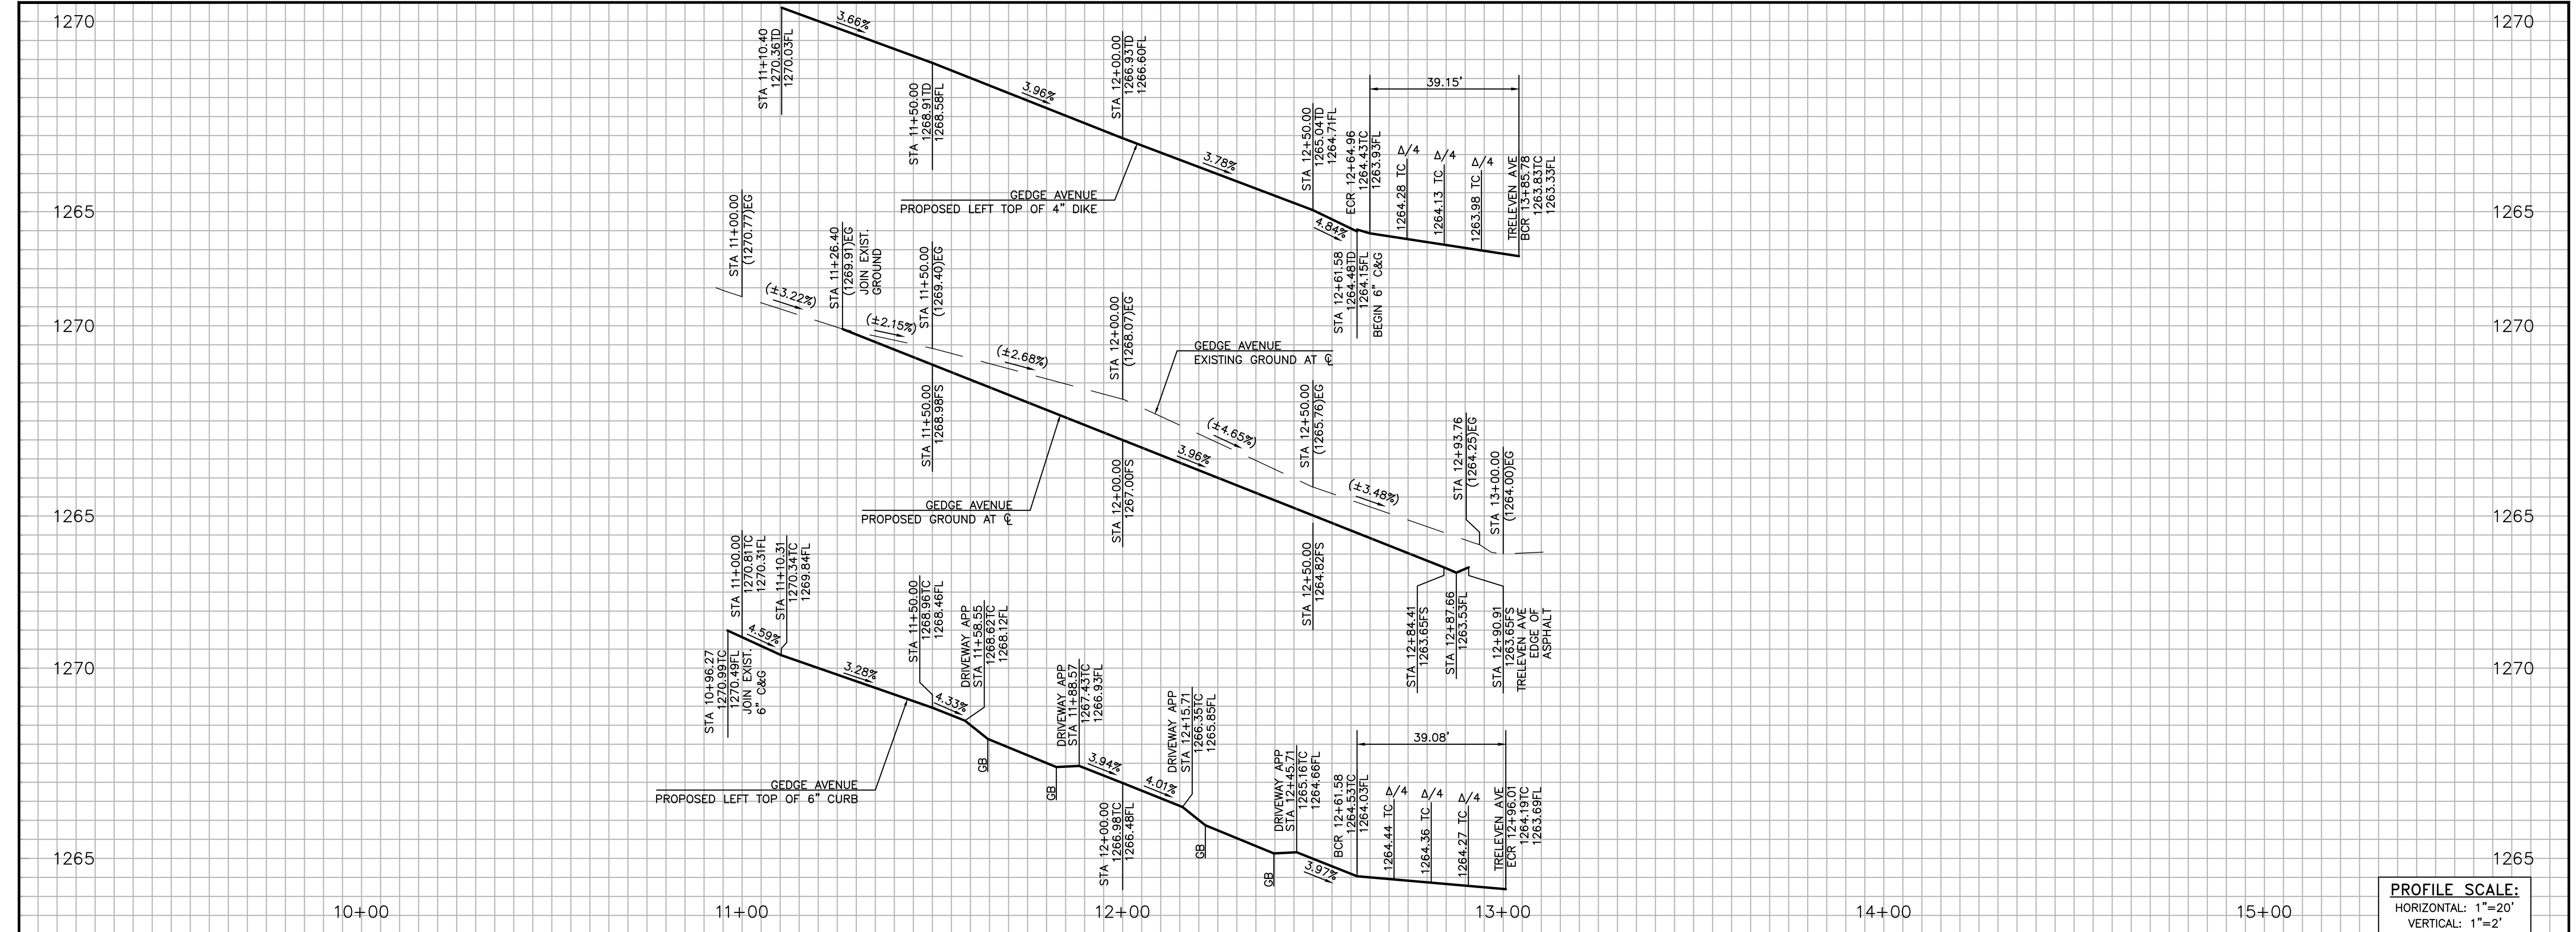 1270
1270
3.66%
STA 11+10.40
1270.36TD
1270.03FL
STA 11+50.00
1268.91TD
1268.58FL
3.96%
STA 12+00.00
1266.93TD
1266.60FL
3.78%
GEDGE AVENUE
PROPOSED LEFT TOP OF 4" DIKE
STA 12+50.00
1265.04TD
1264.71FL
4.84%
ECR 12+64.96
1264.43TC
1263.93FL
39.15'
1264.28 TC Δ/4
1264.13 TC Δ/4
1263.98 TC Δ/4
TRELEVEN AVE
BCR 13+85.78
1263.83TC
1263.33FL
STA 12+61.58
1264.48TD
1264.15FL
BEGIN 6" C&G
1265
1265
STA 11+00.00
(1270.77)EG
(±3.22%)
STA 11+26.40
(1269.91)EG
JOIN EXIST.
GROUND
(±2.15%)
STA 11+50.00
(1269.40)EG
1270
1270
(±2.68%)
STA 12+00.00
(1268.07)EG
GEDGE AVENUE
EXISTING GROUND AT ℄
STA 11+50.00
1268.98FS
(±4.65%)
STA 12+50.00
(1265.76)EG
3.96%
STA 12+00.00
1267.00FS
GEDGE AVENUE
PROPOSED GROUND AT ℄
(±3.48%)
STA 12+93.76
(1264.25)EG
STA 13+00.00
(1264.00)EG
1265
1265
STA 12+50.00
1264.82FS
STA 12+84.41
1263.65FS
STA 12+87.66
1263.53FL
STA 12+90.91
1263.65FS
TRELEVEN AVE
EDGE OF
ASPHALT
STA 11+00.00
1270.81TC
1270.31FL
STA 11+10.31
1270.34TC
1269.84FL
4.59%
STA 10+96.27
1270.99TC
1270.49FL
JOIN EXIST.
6" C&G
3.28%
STA 11+50.00
1268.96TC
1268.46FL
4.33%
DRIVEWAY APP
STA 11+58.55
1268.62TC
1268.12FL
1270
1270
GB
DRIVEWAY APP
STA 11+88.57
1267.43TC
1266.93FL
GB
3.94%
GEDGE AVENUE
PROPOSED LEFT TOP OF 6" CURB
STA 12+00.00
1266.98TC
1266.48FL
4.01%
DRIVEWAY APP
STA 12+15.71
1266.35TC
1265.85FL
GB
DRIVEWAY APP
STA 12+45.71
1265.16TC
1264.66FL
GB
3.97%
BCR 12+61.58
1264.53TC
1264.03FL
39.08'
1264.44 TC Δ/4
1264.36 TC Δ/4
1264.27 TC Δ/4
TRELEVEN AVE
ECR 12+96.01
1264.19TC
1263.69FL
1265
1265
10+00
11+00
12+00
13+00
14+00
15+00
PROFILE SCALE:
HORIZONTAL: 1"=20'
VERTICAL: 1"=2'